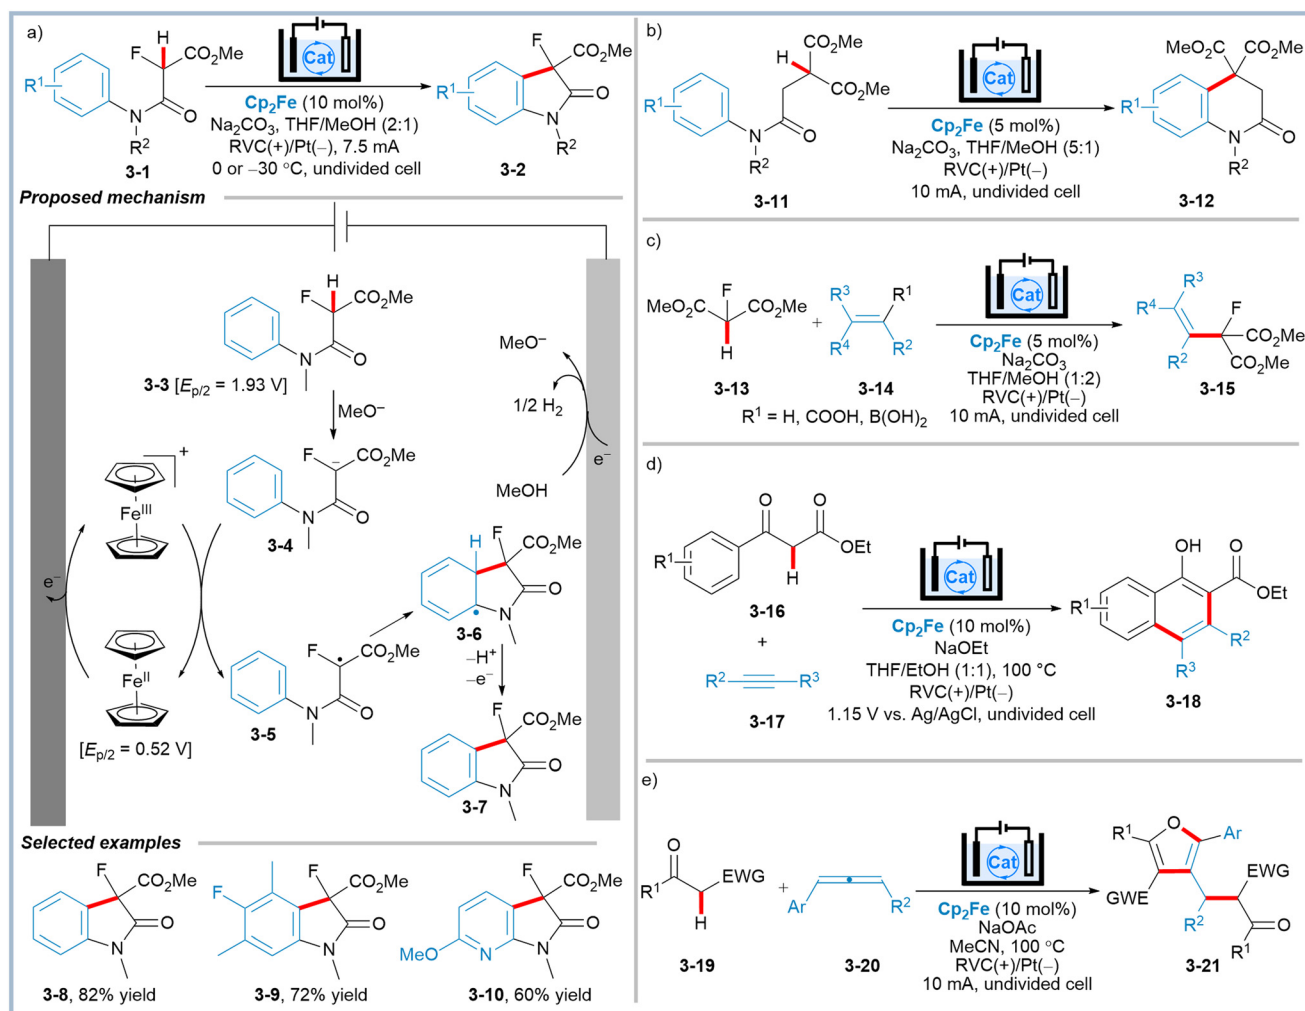 a)
H
F
CO₂Me
R¹
N
O
R²
3-1
Cat
Cp₂Fe (10 mol%)
Na₂CO₃, THF/MeOH (2:1)
RVC(+)/Pt(–), 7.5 mA
0 or –30 °C, undivided cell
F
CO₂Me
R¹
O
N
R²
3-2
Proposed mechanism
H
F
CO₂Me
N
O
3-3 [Ep/2 = 1.93 V]
MeO⁻
F
CO₂Me
–
N
O
3-4
MeO⁻
1/2 H₂
e⁻
MeOH
+
Feᴵᴵᴵ
e⁻
Feᴵᴵ
[Ep/2 = 0.52 V]
F
CO₂Me
N
O
3-5
H
F
CO₂Me
O
N
3-6
–H⁺
–e⁻
F
CO₂Me
O
N
3-7
Selected examples
F
CO₂Me
O
N
3-8, 82% yield
F
F
CO₂Me
O
N
3-9, 72% yield
F
CO₂Me
O
MeO
N
N
3-10, 60% yield
b)
CO₂Me
H
CO₂Me
R¹
N
O
R²
3-11
Cat
Cp₂Fe (5 mol%)
Na₂CO₃, THF/MeOH (5:1)
RVC(+)/Pt(–)
10 mA, undivided cell
MeO₂C
CO₂Me
R¹
N
O
R²
3-12
c)
F
MeO₂C
CO₂Me
H
3-13
+
R³
R¹
R⁴
R²
3-14
R¹ = H, COOH, B(OH)₂
Cat
Cp₂Fe (5 mol%)
Na₂CO₃
THF/MeOH (1:2)
RVC(+)/Pt(–)
10 mA, undivided cell
R³
R⁴
F
CO₂Me
R²
CO₂Me
3-15
d)
O
O
R¹
OEt
H
3-16
+
R²
R³
3-17
Cat
Cp₂Fe (10 mol%)
NaOEt
THF/EtOH (1:1), 100 °C
RVC(+)/Pt(–)
1.15 V vs. Ag/AgCl, undivided cell
OH
O
OEt
R¹
R²
R³
3-18
e)
O
R¹
EWG
H
3-19
+
Ar
R²
3-20
Cat
Cp₂Fe (10 mol%)
NaOAc
MeCN, 100 °C
RVC(+)/Pt(–)
10 mA, undivided cell
R¹
O
Ar
EWG
GWE
R²
O
R¹
3-21